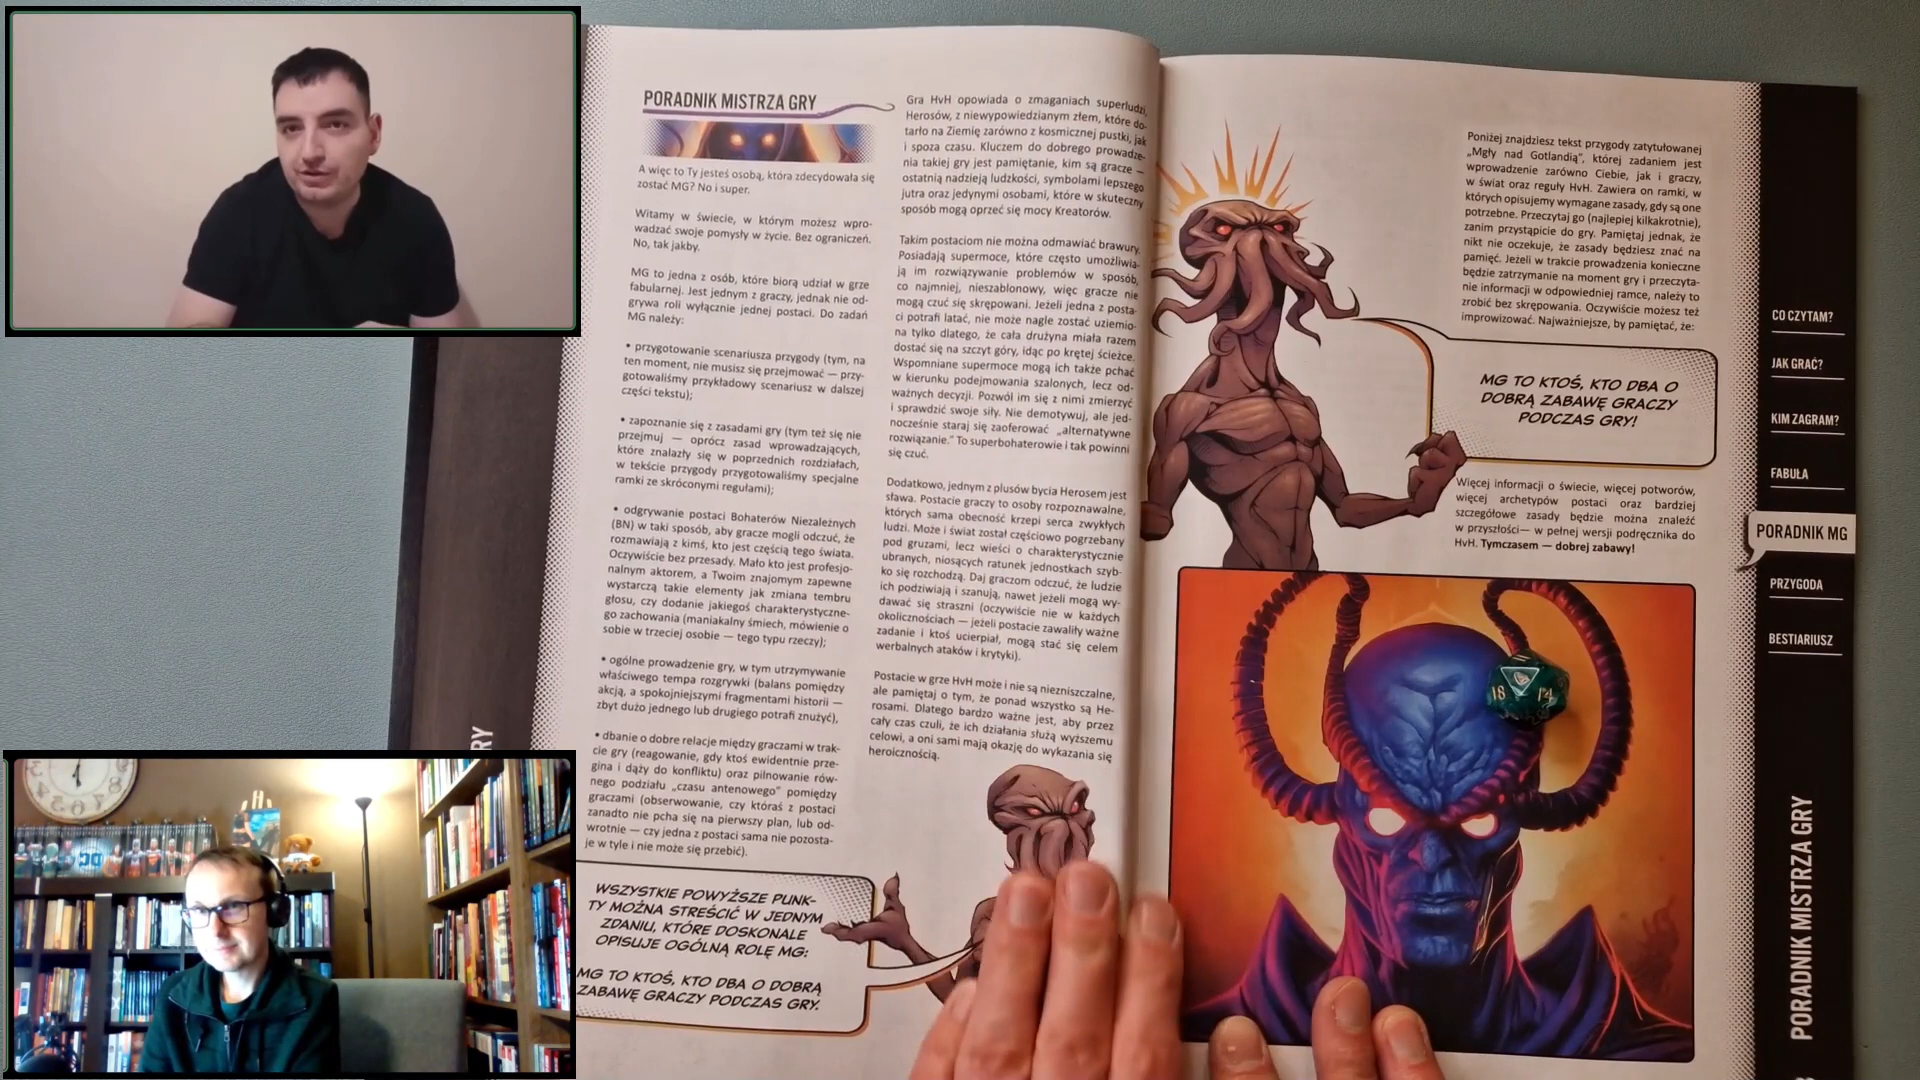 PORADNIK MISTRZA GRY
A więc to Ty jesteś osobą, która zdecydowała się
zostać MG? No i super.
Witamy w świecie, w którym możesz wpro-
wadzać swoje pomysły w życie. Bez ograniczeń.
No, tak jakby.
MG to jedna z osób, które biorą udział w grze
fabularnej. Jest jednym z graczy, jednak nie od-
grywa roli wyłącznie jednej postaci. Do zadań
MG należy:
• przygotowanie scenariusza przygody (tym, na
ten moment, nie musisz się przejmować — przy-
gotowaliśmy przykładowy scenariusz w dalszej
części tekstu);
• zapoznanie się z zasadami gry (tym też się nie
przejmuj — oprócz zasad wprowadzających,
które znalazły się w poprzednich rozdziałach,
w tekście przygody przygotowaliśmy specjalne
ramki ze skróconymi regułami);
• odgrywanie postaci Bohaterów Niezależnych
(BN) w taki sposób, aby gracze mogli odczuć, że
rozmawiają z kimś, kto jest częścią tego świata.
Oczywiście bez przesady. Mało kto jest profesjo-
nalnym aktorem, a Twoim znajomym zapewne
wystarczą takie elementy jak zmiana tembru
głosu, czy dodanie jakiegoś charakterystyczne-
go zachowania (maniakalny śmiech, mówienie o
sobie w trzeciej osobie — tego typu rzeczy);
• ogólne prowadzenie gry, w tym utrzymywanie
właściwego tempa rozgrywki (balans pomiędzy
akcją, a spokojniejszymi fragmentami historii —
zbyt dużo jednego lub drugiego potrafi znużyć),
• dbanie o dobre relacje między graczami w trak-
cie gry (reagowanie, gdy ktoś ewidentnie prze-
gina i dąży do konfliktu) oraz pilnowanie rów-
nego podziału „czasu antenowego” pomiędzy
graczami (obserwowanie, czy któraś z postaci
zanadto nie pcha się na pierwszy plan, lub od-
wrotnie — czy jedna z postaci sama nie pozosta-
je w tyle i nie może się przebić).
WSZYSTKIE POWYŻSZE PUNK-
TY MOŻNA STREŚCIĆ W JEDNYM
ZDANIU, KTÓRE DOSKONALE
OPISUJE OGÓLNĄ ROLĘ MG:
MG TO KTOŚ, KTO DBA O DOBRĄ
ZABAWĘ GRACZY PODCZAS GRY.
Gra HvH opowiada o zmaganiach superludzi,
Herosów, z niewypowiedzianym złem, które do-
tarło na Ziemię zarówno z kosmicznej pustki, jak
i spoza czasu. Kluczem do dobrego prowadze-
nia takiej gry jest pamiętanie, kim są gracze —
ostatnią nadzieją ludzkości, symbolami lepszego
jutra oraz jedynymi osobami, które w skuteczny
sposób mogą oprzeć się mocy Kreatorów.
Takim postaciom nie można odmawiać brawury.
Posiadają supermoce, które często umożliwia-
ją im rozwiązywanie problemów w sposób,
co najmniej, nieszablonowy, więc gracze nie
mogą czuć się skrępowani. Jeżeli jedna z posta-
ci potrafi latać, nie może nagle zostać uziemio-
na tylko dlatego, że cała drużyna miała razem
dostać się na szczyt góry, idąc po krętej ścieżce.
Wspomniane supermoce mogą ich także pchać
w kierunku podejmowania szalonych, lecz od-
ważnych decyzji. Pozwól im się z nimi zmierzyć
i sprawdzić swoje siły. Nie demotywuj, ale jed-
nocześnie staraj się zaoferować „alternatywne
rozwiązanie.” To superbohaterowie i tak powinni
się czuć.
Dodatkowo, jednym z plusów bycia Herosem jest
sława. Postacie graczy to osoby rozpoznawalne,
których sama obecność krzepi serca zwykłych
ludzi. Może i świat został częściowo pogrzebany
pod gruzami, lecz wieści o charakterystycznie
ubranych, niosących ratunek jednostkach szyb-
ko się rozchodzą. Daj graczom odczuć, że ludzie
ich podziwiają i szanują, nawet jeżeli mogą wy-
dawać się straszni (oczywiście nie w każdych
okolicznościach — jeżeli postacie zawaliły ważne
zadanie i ktoś ucierpiał, mogą stać się celem
werbalnych ataków i krytyki).
Postacie w grze HvH może i nie są niezniszczalne,
ale pamiętaj o tym, że ponad wszystko są He-
rosami. Dlatego bardzo ważne jest, aby przez
cały czas czuli, że ich działania służą wyższemu
celowi, a oni sami mają okazję do wykazania się
heroicznością.
Poniżej znajdziesz tekst przygody zatytułowanej
„Mgły nad Gotlandią”, której zadaniem jest
wprowadzenie zarówno Ciebie, jak i graczy,
w świat oraz reguły HvH. Zawiera on ramki, w
których opisujemy wymagane zasady, gdy są one
potrzebne. Przeczytaj go (najlepiej kilkakrotnie),
zanim przystąpicie do gry. Pamiętaj jednak, że
nikt nie oczekuje, że zasady będziesz znać na
pamięć. Jeżeli w trakcie prowadzenia konieczne
będzie zatrzymanie na moment gry i przeczyta-
nie informacji w odpowiedniej ramce, należy to
zrobić bez skrępowania. Oczywiście możesz też
improwizować. Najważniejsze, by pamiętać, że:
MG TO KTOŚ, KTO DBA O
DOBRĄ ZABAWĘ GRACZY
PODCZAS GRY!
Więcej informacji o świecie, więcej potworów,
więcej archetypów postaci oraz bardziej
szczegółowe zasady będzie można znaleźć
w przyszłości— w pełnej wersji podręcznika do
HvH. Tymczasem — dobrej zabawy!
18
14
CO CZYTAM?
JAK GRAĆ?
KIM ZAGRAM?
FABUŁA
PORADNIK MG
PRZYGODA
BESTIARIUSZ
PORADNIK MISTRZA GRY
RY
DC